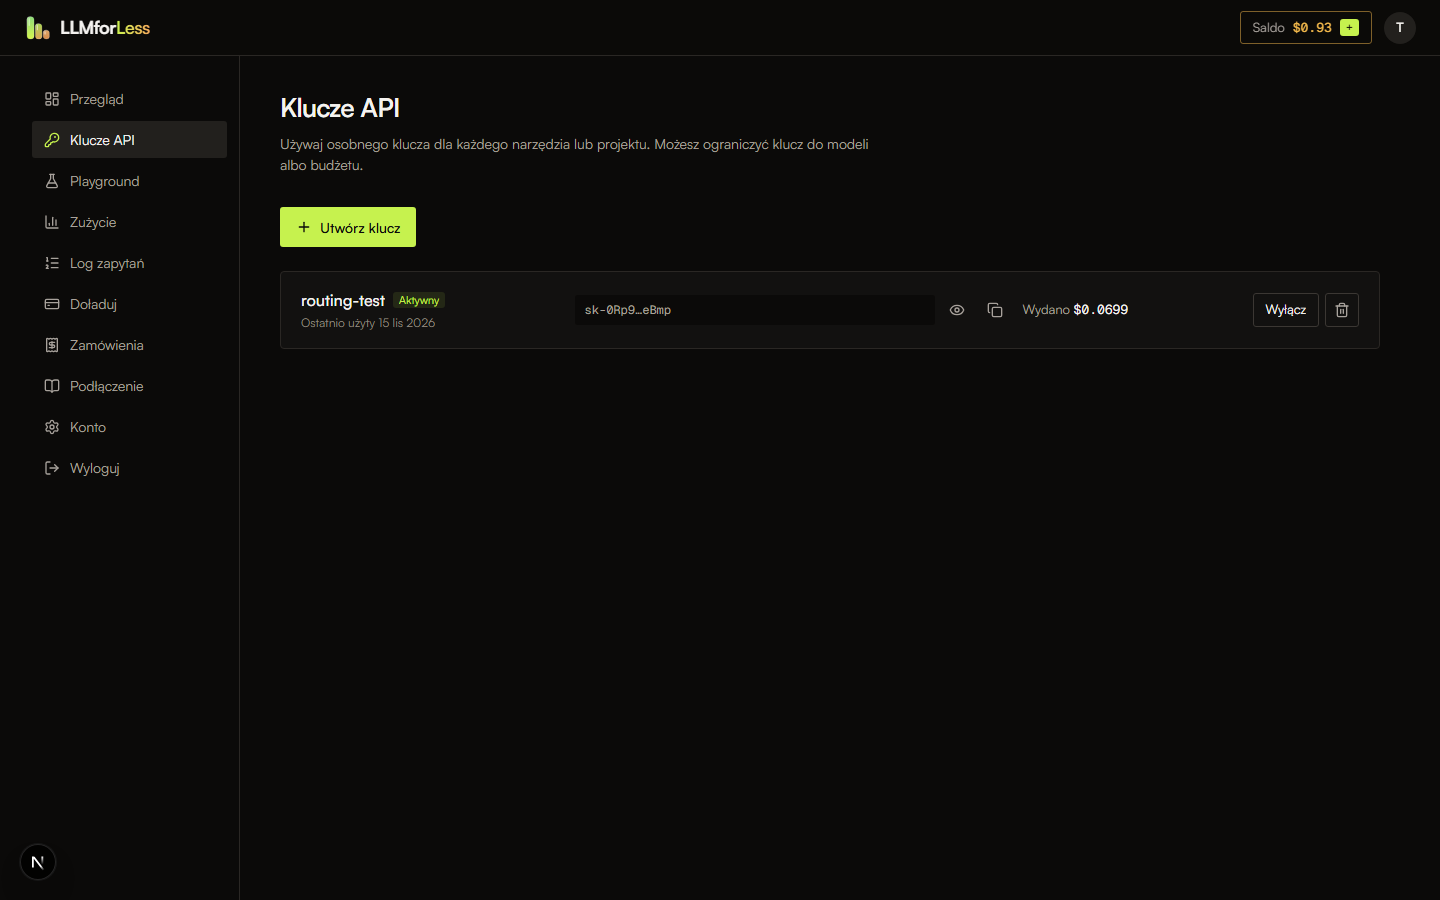 LLMforLess
Saldo $0.93 +
T
Przegląd
Klucze API
Playground
Zużycie
Log zapytań
Doładuj
Zamówienia
Podłączenie
Konto
Wyloguj
Klucze API
Używaj osobnego klucza dla każdego narzędzia lub projektu. Możesz ograniczyć klucz do modeli
albo budżetu.
+ Utwórz klucz
routing-test Aktywny
Ostatnio użyty 15 lis 2026
sk-0Rp9…eBmp
Wydano $0.0699
Wyłącz
N